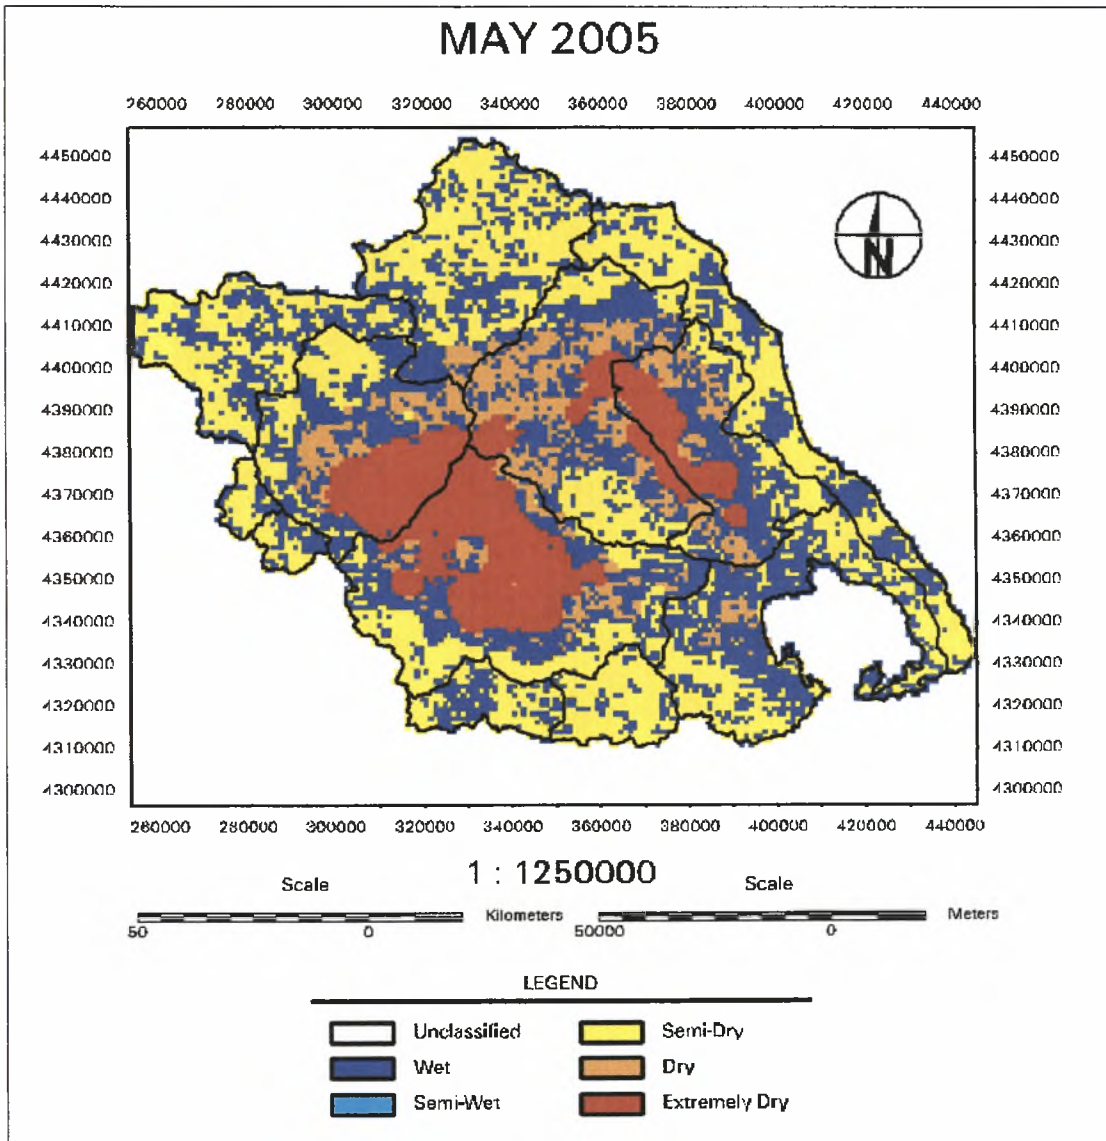 MAY 2005
260000 280000 300000 320000 340000 360000 380000 400000 420000 440000
4450000 4450000
4440000 4440000
N
4430000 4430000
4420000 4420000
4410000 4410000
4400000 4400000
4390000 4390000
4380000 4380000
4370000 4370000
4360000 4360000
4350000 4350000
4340000 4340000
4330000 4330000
4320000 4320000
4310000 4310000
4300000 4300000
260000 280000 300000 320000 340000 360000 380000 400000 420000 440000
1 : 1250000
Scale Scale
Kilometers Meters
50 0 50000 0
LEGEND
Unclassified Semi-Dry
Wet Dry
Semi-Wet Extremely Dry